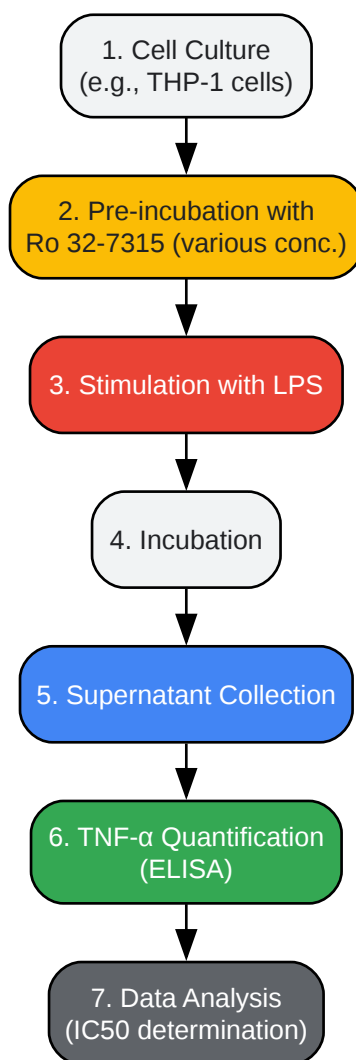 1. Cell Culture
(e.g., THP-1 cells)
2. Pre-incubation with
Ro 32-7315 (various conc.)
3. Stimulation with LPS
4. Incubation
5. Supernatant Collection
6. TNF-α Quantification
(ELISA)
7. Data Analysis
(IC50 determination)